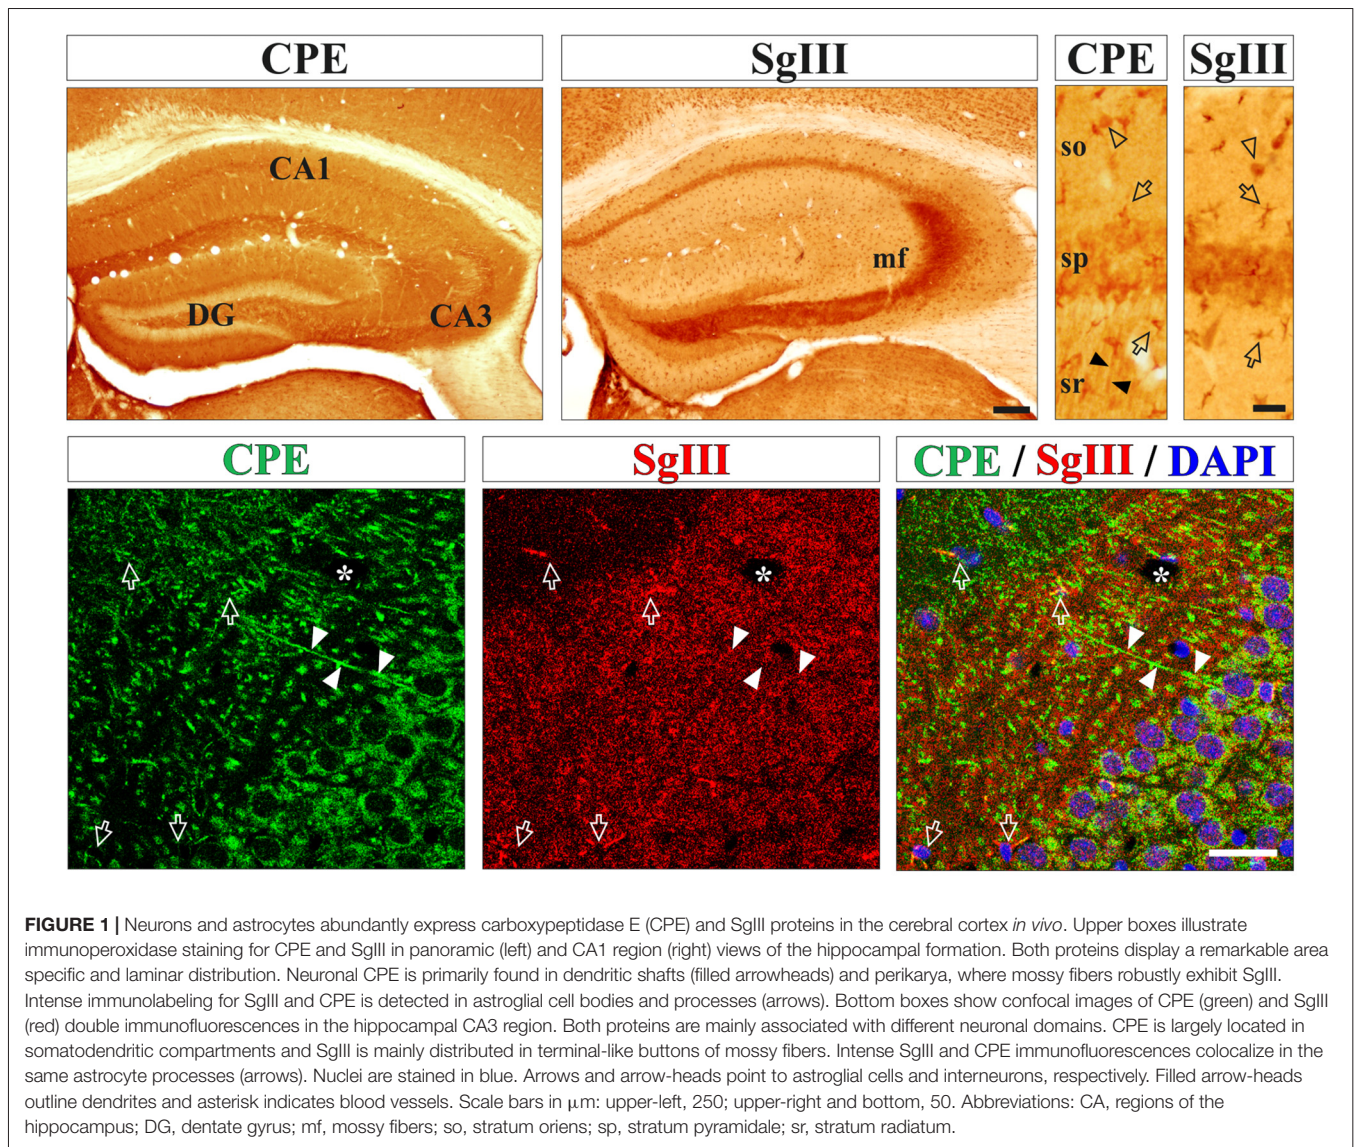 CPE
SgIII
CPE
SgIII
CA1
DG
CA3
mf
so
sp
sr
CPE
SgIII
CPE / SgIII / DAPI
*
*
*
FIGURE 1 | Neurons and astrocytes abundantly express carboxypeptidase E (CPE) and SgIII proteins in the cerebral cortex in vivo. Upper boxes illustrate
immunoperoxidase staining for CPE and SgIII in panoramic (left) and CA1 region (right) views of the hippocampal formation. Both proteins display a remarkable area
specific and laminar distribution. Neuronal CPE is primarily found in dendritic shafts (filled arrowheads) and perikarya, where mossy fibers robustly exhibit SgIII.
Intense immunolabeling for SgIII and CPE is detected in astroglial cell bodies and processes (arrows). Bottom boxes show confocal images of CPE (green) and SgIII
(red) double immunofluorescences in the hippocampal CA3 region. Both proteins are mainly associated with different neuronal domains. CPE is largely located in
somatodendritic compartments and SgIII is mainly distributed in terminal-like buttons of mossy fibers. Intense SgIII and CPE immunofluorescences colocalize in the
same astrocyte processes (arrows). Nuclei are stained in blue. Arrows and arrow-heads point to astroglial cells and interneurons, respectively. Filled arrow-heads
outline dendrites and asterisk indicates blood vessels. Scale bars in μm: upper-left, 250; upper-right and bottom, 50. Abbreviations: CA, regions of the
hippocampus; DG, dentate gyrus; mf, mossy fibers; so, stratum oriens; sp, stratum pyramidale; sr, stratum radiatum.